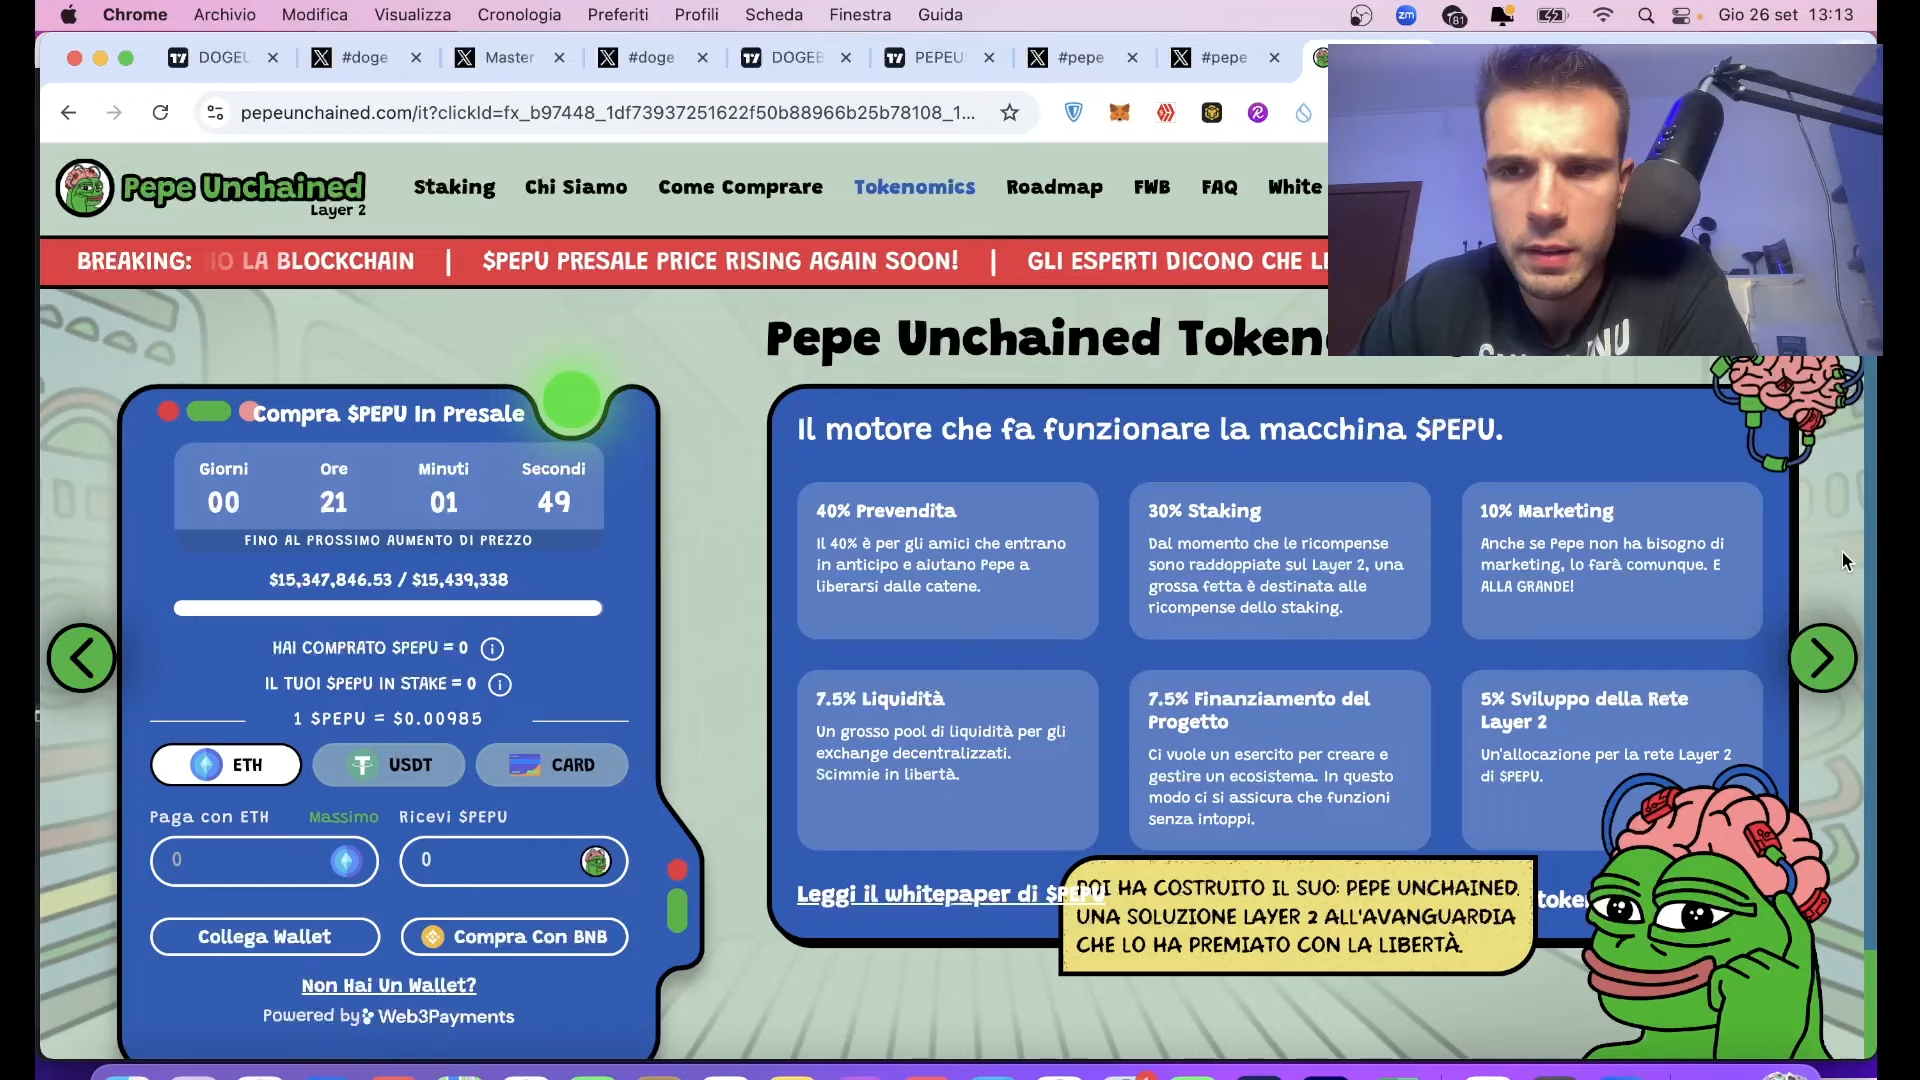 Chrome Archivio Modifica Visualizza Cronologia Preferiti Profili Scheda Finestra Guida zm 81 Gio 26 set 13:13
DOGEU #doge Master #doge DOGEB PEPEU #pepe #pepe
pepeunchained.com/it?clickId=fx_b97448_1df73937251622f50b88966b25b78108_1...
Pepe Unchained
Layer 2
Staking Chi Siamo Come Comprare Tokenomics Roadmap FWB FAQ White
BREAKING: IO LA BLOCKCHAIN | $PEPU PRESALE PRICE RISING AGAIN SOON! | GLI ESPERTI DICONO CHE
Pepe Unchained Token
Compra $PEPU In Presale
Giorni Ore Minuti Secondi
00 21 01 49
FINO AL PROSSIMO AUMENTO DI PREZZO
$15,347,846.53 / $15,439,338
HAI COMPRATO $PEPU = 0
IL TUOI $PEPU IN STAKE = 0
1 $PEPU = $0.00985
ETH USDT CARD
Paga con ETH Massimo Ricevi $PEPU
0 0
Collega Wallet Compra Con BNB
Non Hai Un Wallet?
Powered by Web3Payments
Il motore che fa funzionare la macchina $PEPU.
40% Prevendita
Il 40% è per gli amici che entrano
in anticipo e aiutano Pepe a
liberarsi dalle catene.
30% Staking
Dal momento che le ricompense
sono raddoppiate sul Layer 2, una
grossa fetta è destinata alle
ricompense dello staking.
10% Marketing
Anche se Pepe non ha bisogno di
marketing, lo farà comunque. E
ALLA GRANDE!
7.5% Liquidità
Un grosso pool di liquidità per gli
exchange decentralizzati.
Scimmie in libertà.
7.5% Finanziamento del
Progetto
Ci vuole un esercito per creare e
gestire un ecosistema. In questo
modo ci si assicura che funzioni
senza intoppi.
5% Sviluppo della Rete
Layer 2
Un'allocazione per la rete Layer 2
di $PEPU.
Leggi il whitepaper di $PEPU
POI HA COSTRUITO IL SUO: PEPE UNCHAINED.
UNA SOLUZIONE LAYER 2 ALL'AVANGUARDIA
CHE LO HA PREMIATO CON LA LIBERTÀ.